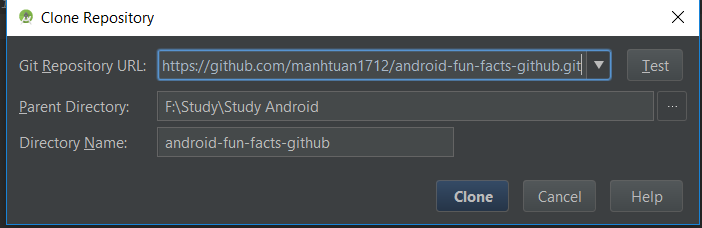 Clone Repository
Git Repository URL: https://github.com/manhtuan1712/android-fun-facts-github.git Test
Parent Directory: F:\Study\Study Android ...
Directory Name: android-fun-facts-github
Clone Cancel Help